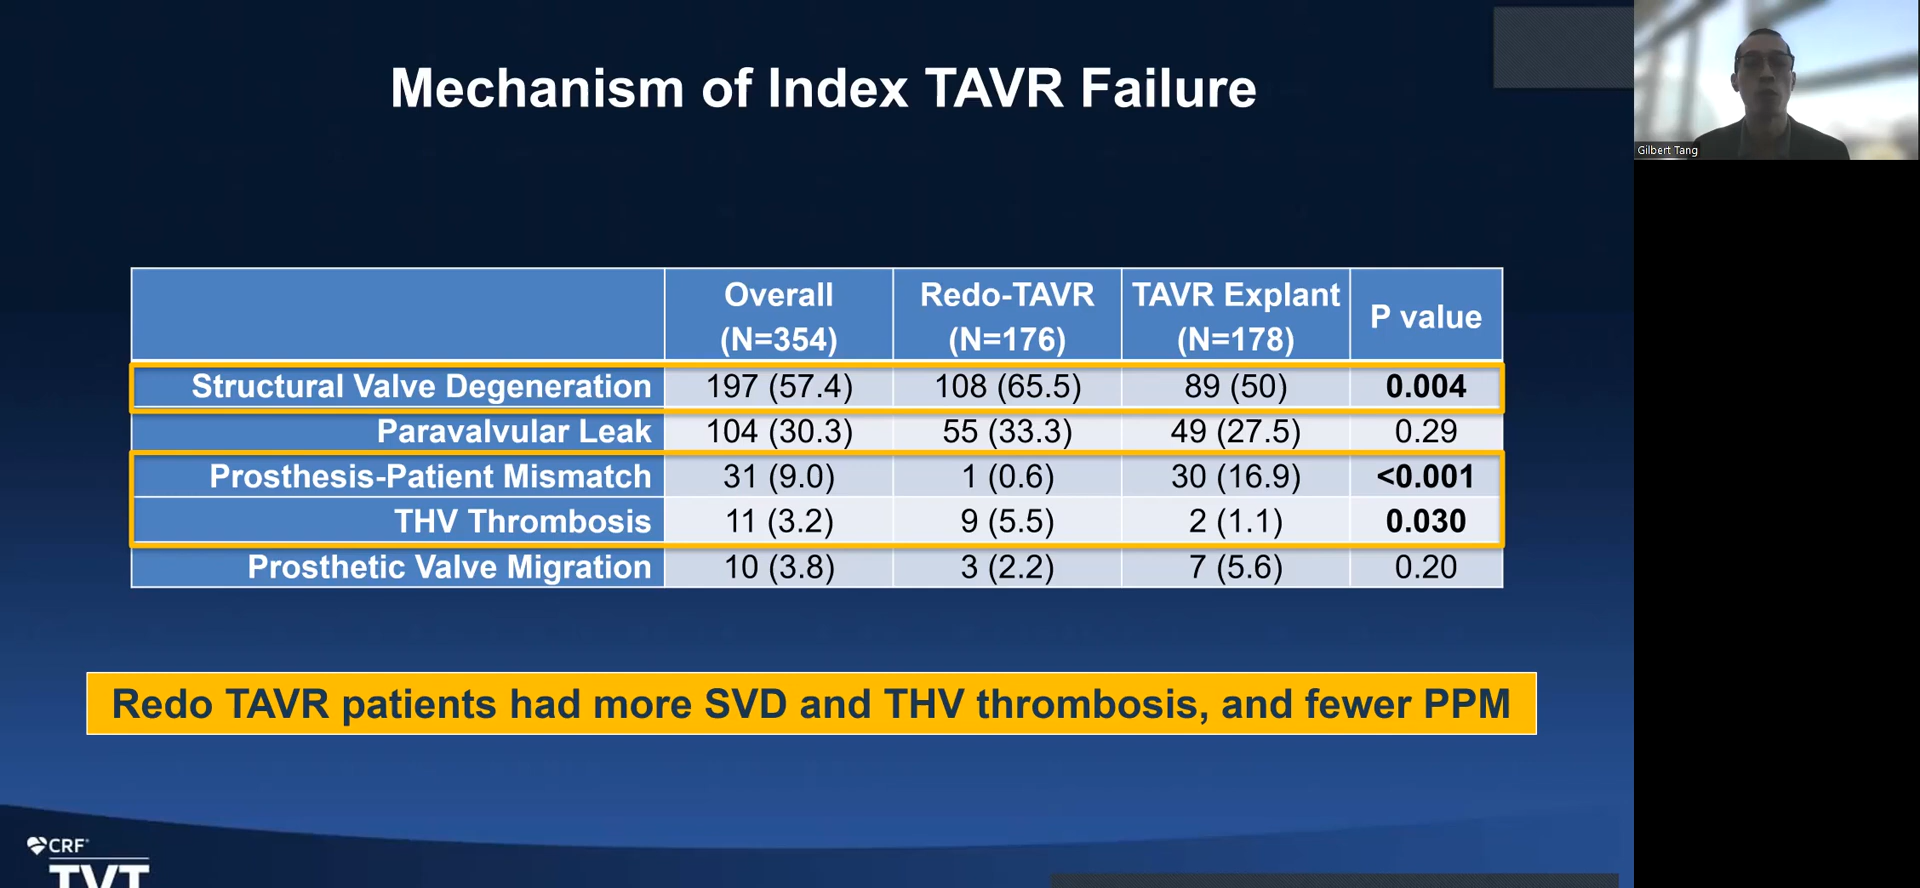 Mechanism of Index TAVR Failure
Gilbert Tang
Overall (N=354) Redo-TAVR (N=176) TAVR Explant (N=178) P value
Structural Valve Degeneration 197 (57.4) 108 (65.5) 89 (50) 0.004
Paravalvular Leak 104 (30.3) 55 (33.3) 49 (27.5) 0.29
Prosthesis-Patient Mismatch 31 (9.0) 1 (0.6) 30 (16.9) <0.001
THV Thrombosis 11 (3.2) 9 (5.5) 2 (1.1) 0.030
Prosthetic Valve Migration 10 (3.8) 3 (2.2) 7 (5.6) 0.20
Redo TAVR patients had more SVD and THV thrombosis, and fewer PPM
CRF
TVT